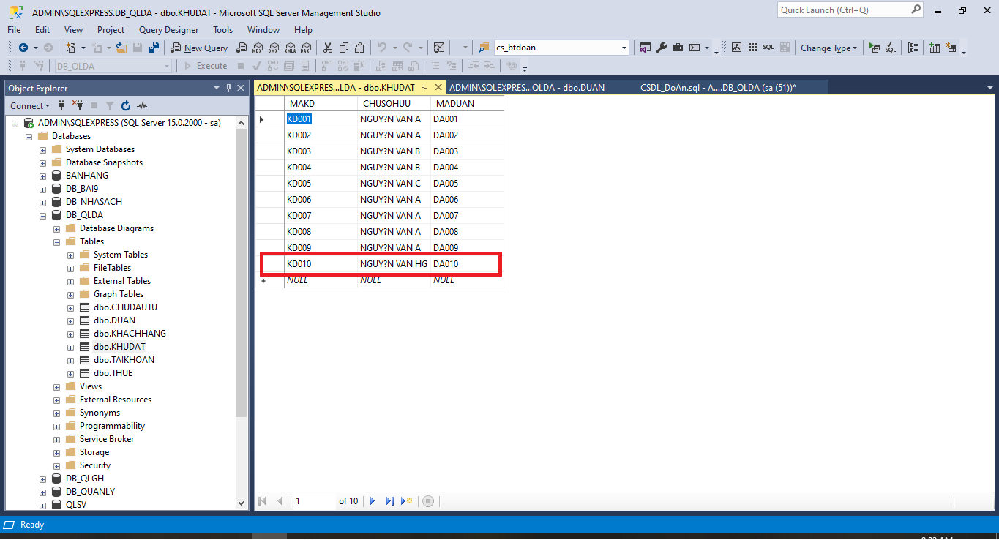 ADMIN\SQLEXPRESS.DB_QLDA - dbo.KHUDAT - Microsoft SQL Server Management Studio
Quick Launch (Ctrl+Q)
File Edit View Project Query Designer Tools Window Help
New Query MDX DMX XMLA DAX cs_btdoan SQL Change Type SQL
DB_QLDA Execute
Object Explorer
ADMIN\SQLEXPRES...LDA - dbo.KHUDAT ADMIN\SQLEXPRES...QLDA - dbo.DUAN CSDL_DoAn.sql - A....DB_QLDA (sa (51))*
Connect
ADMIN\SQLEXPRESS (SQL Server 15.0.2000 - sa)
Databases
System Databases
Database Snapshots
BANHANG
DB_BAI9
DB_NHASACH
DB_QLDA
Database Diagrams
Tables
System Tables
FileTables
External Tables
Graph Tables
dbo.CHUDAUTU
dbo.DUAN
dbo.KHACHHANG
dbo.KHUDAT
dbo.TAIKHOAN
dbo.THUE
Views
External Resources
Synonyms
Programmability
Service Broker
Storage
Security
DB_QLGH
DB_QUANLY
QLSV
MAKD CHUSOHUU MADUAN
KD001 NGUY?N VAN A DA001
KD002 NGUY?N VAN A DA002
KD003 NGUY?N VAN B DA003
KD004 NGUY?N VAN B DA004
KD005 NGUY?N VAN C DA005
KD006 NGUY?N VAN A DA006
KD007 NGUY?N VAN A DA007
KD008 NGUY?N VAN A DA008
KD009 NGUY?N VAN A DA009
KD010 NGUY?N VAN HG DA010
NULL NULL NULL
1 of 10
Ready